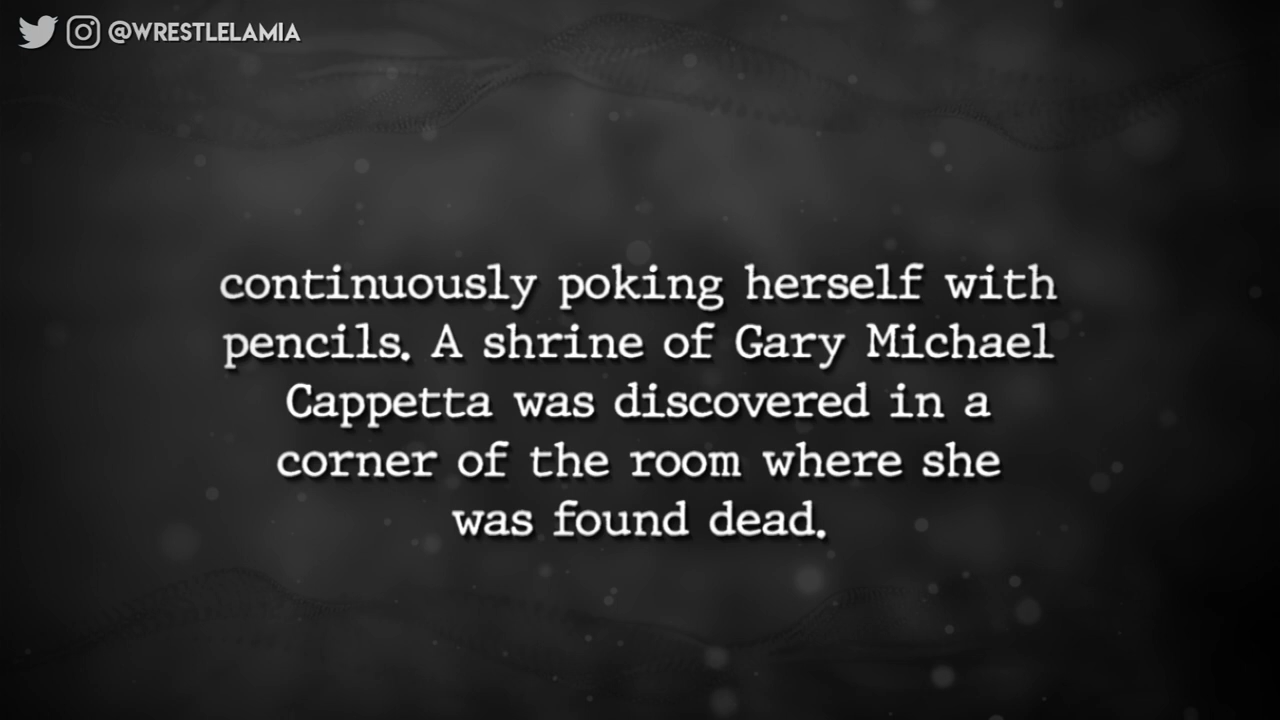 @WRESTLELAMIA
continuously poking herself with
pencils. A shrine of Gary Michael
Cappetta was discovered in a
corner of the room where she
was found dead.